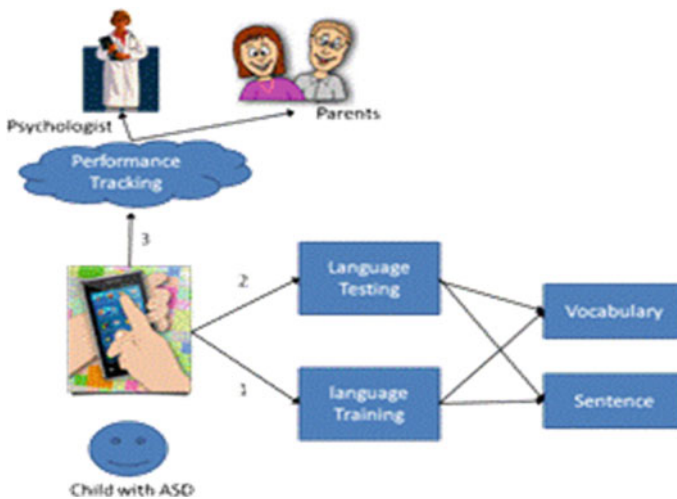 Psychologist
Parents
Performance
Tracking
3
2
Language
Testing
Vocabulary
1
language
Training
Sentence
Child with ASD